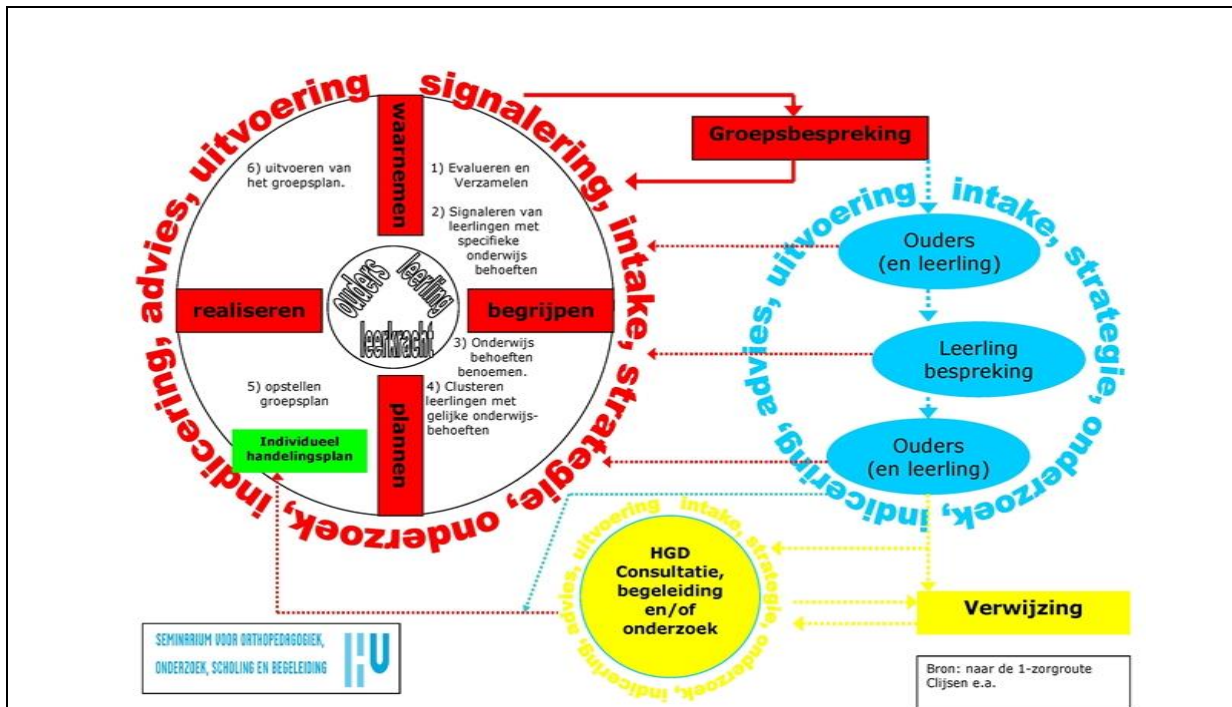 signalering, intake, strategie, onderzoek, indicering, advies, uitvoering
waarnemen
6) uitvoeren van
het groepsplan.
1) Evalueren en
Verzamelen
2) Signaleren van
leerlingen met
specifieke
onderwijs
behoeften
ouders
leerling
leerkracht
realiseren
begrijpen
3) Onderwijs
behoeften
benoemen.
4) Clusteren
leerlingen met
gelijke onderwijs-
behoeften
5) opstellen
groepsplan
plannen
Individueel
handelingsplan
Groepsbespreking
intake, strategie, onderzoek, indicering, advies, uitvoering
Ouders
(en leerling)
Leerling
bespreking
Ouders
(en leerling)
intake, strategie, onderzoek, indicering, advies, uitvoering
HGD
Consultatie,
begeleiding
en/of
onderzoek
Verwijzing
SEMINARIUM VOOR ORTHOPEDAGOGIEK,
ONDERZOEK, SCHOLING EN BEGELEIDING
HU
Bron: naar de 1-zorgroute
Clijsen e.a.